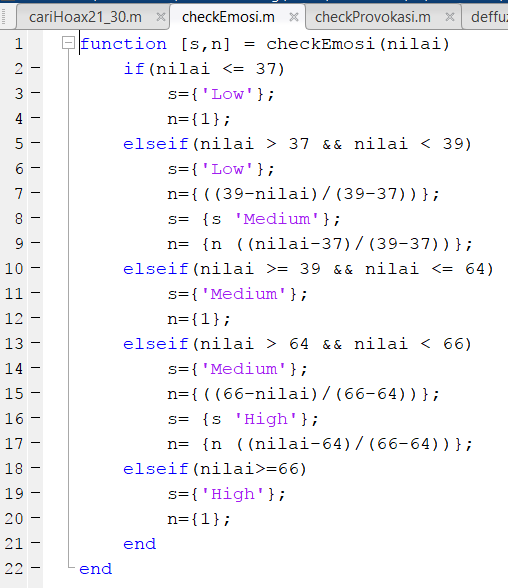 cariHoax21_30.m × checkEmosi.m × checkProvokasi.m × deffuz
1 function [s,n] = checkEmosi(nilai)
2 if(nilai <= 37)
3 s={'Low'};
4 n={1};
5 elseif(nilai > 37 && nilai < 39)
6 s={'Low'};
7 n={((39-nilai)/(39-37))};
8 s= {s 'Medium'};
9 n= {n ((nilai-37)/(39-37))};
10 elseif(nilai >= 39 && nilai <= 64)
11 s={'Medium'};
12 n={1};
13 elseif(nilai > 64 && nilai < 66)
14 s={'Medium'};
15 n={((66-nilai)/(66-64))};
16 s= {s 'High'};
17 n= {n ((nilai-64)/(66-64))};
18 elseif(nilai>=66)
19 s={'High'};
20 n={1};
21 end
22 end